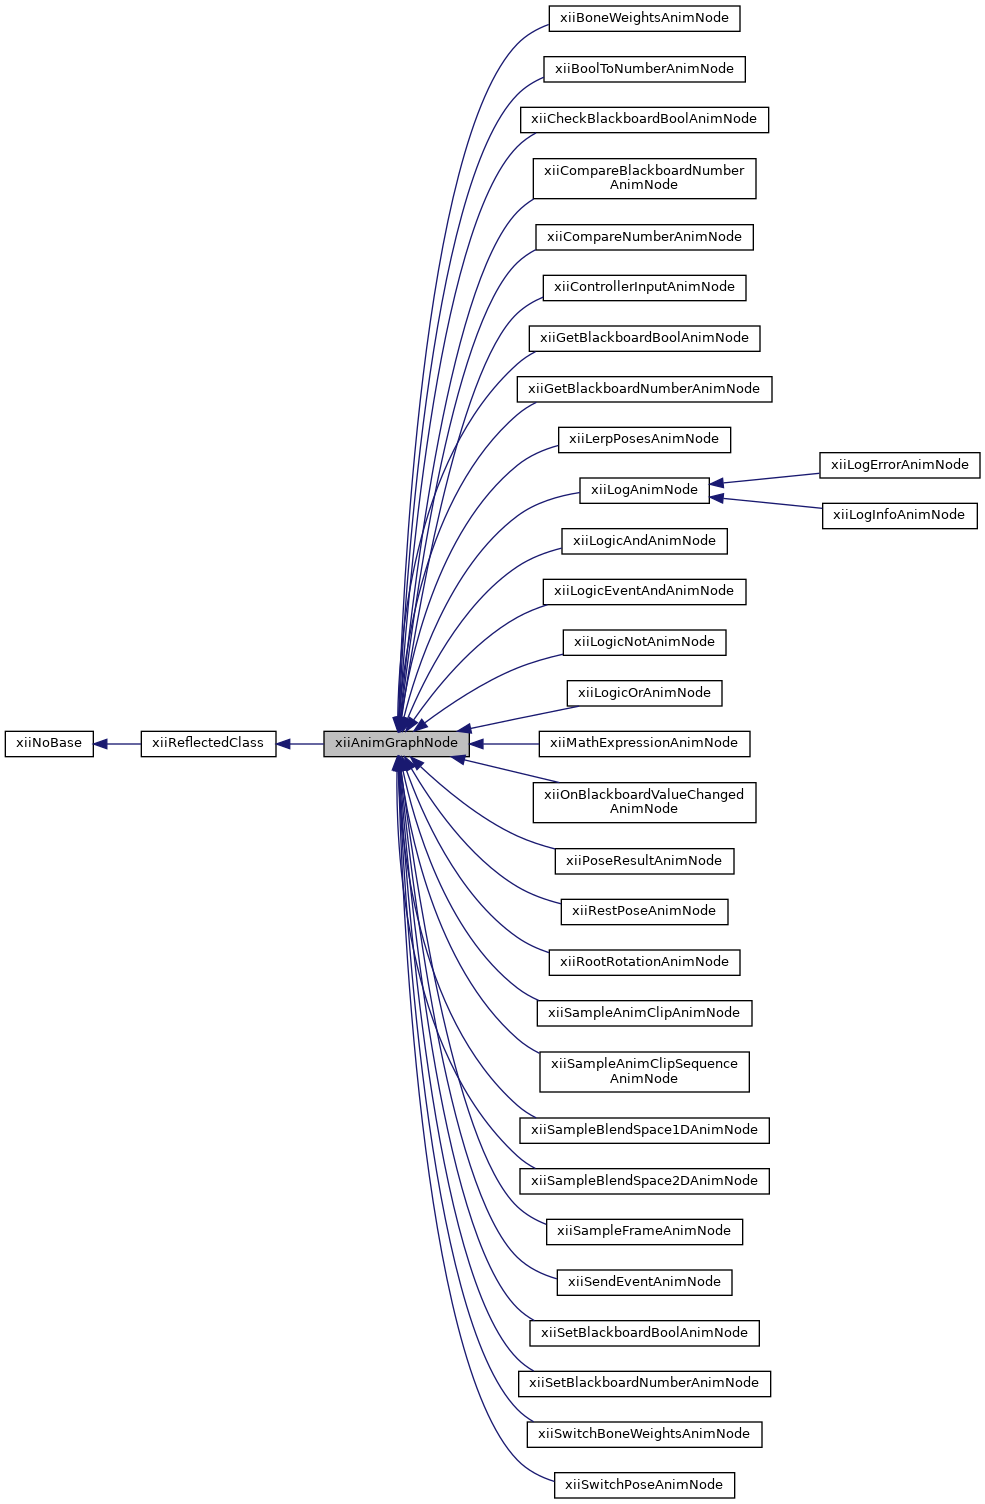 xiiBoneWeightsAnimNode
xiiBoolToNumberAnimNode
xiiCheckBlackboardBoolAnimNode
xiiCompareBlackboardNumber
AnimNode
xiiCompareNumberAnimNode
xiiControllerInputAnimNode
xiiGetBlackboardBoolAnimNode
xiiGetBlackboardNumberAnimNode
xiiLerpPosesAnimNode
xiiLogAnimNode
xiiLogErrorAnimNode
xiiLogInfoAnimNode
xiiLogicAndAnimNode
xiiLogicEventAndAnimNode
xiiLogicNotAnimNode
xiiLogicOrAnimNode
xiiNoBase
xiiReflectedClass
xiiAnimGraphNode
xiiMathExpressionAnimNode
xiiOnBlackboardValueChanged
AnimNode
xiiPoseResultAnimNode
xiiRestPoseAnimNode
xiiRootRotationAnimNode
xiiSampleAnimClipAnimNode
xiiSampleAnimClipSequence
AnimNode
xiiSampleBlendSpace1DAnimNode
xiiSampleBlendSpace2DAnimNode
xiiSampleFrameAnimNode
xiiSendEventAnimNode
xiiSetBlackboardBoolAnimNode
xiiSetBlackboardNumberAnimNode
xiiSwitchBoneWeightsAnimNode
xiiSwitchPoseAnimNode